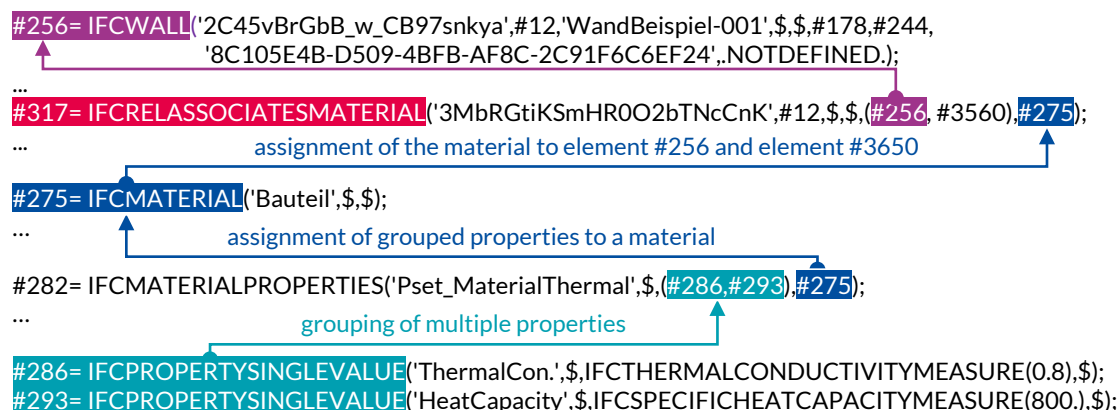 #256= IFCWALL('2C45vBrGbB_w_CB97snkya',#12,'WandBeispiel-001',$,$,#178,#244,
'8C105E4B-D509-4BFB-AF8C-2C91F6C6EF24',.NOTDEFINED.);
...
#317= IFCRELASSOCIATESMATERIAL('3MbRGtiKSmHR0O2bTNcCnK',#12,$,$,(#256, #3560),#275);
...
assignment of the material to element #256 and element #3650
#275= IFCMATERIAL('Bauteil',$,$);
...
assignment of grouped properties to a material
#282= IFCMATERIALPROPERTIES('Pset_MaterialThermal',$,(#286,#293),#275);
...
grouping of multiple properties
#286= IFCPROPERTYSINGLEVALUE('ThermalCon.',$,IFCTHERMALCONDUCTIVITYMEASURE(0.8),$);
#293= IFCPROPERTYSINGLEVALUE('HeatCapacity',$,IFCSPECIFICHEATCAPACITYMEASURE(800.),$);